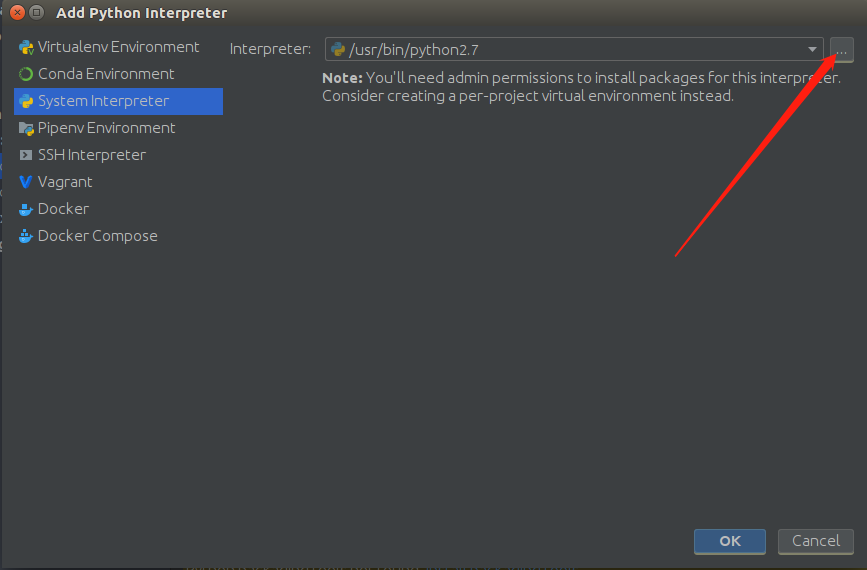 Add Python Interpreter
Virtualenv Environment
Conda Environment
System Interpreter
Pipenv Environment
SSH Interpreter
Vagrant
Docker
Docker Compose
Interpreter: /usr/bin/python2.7 ...
Note: You'll need admin permissions to install packages for this interpreter.
Consider creating a per-project virtual environment instead.
OK Cancel